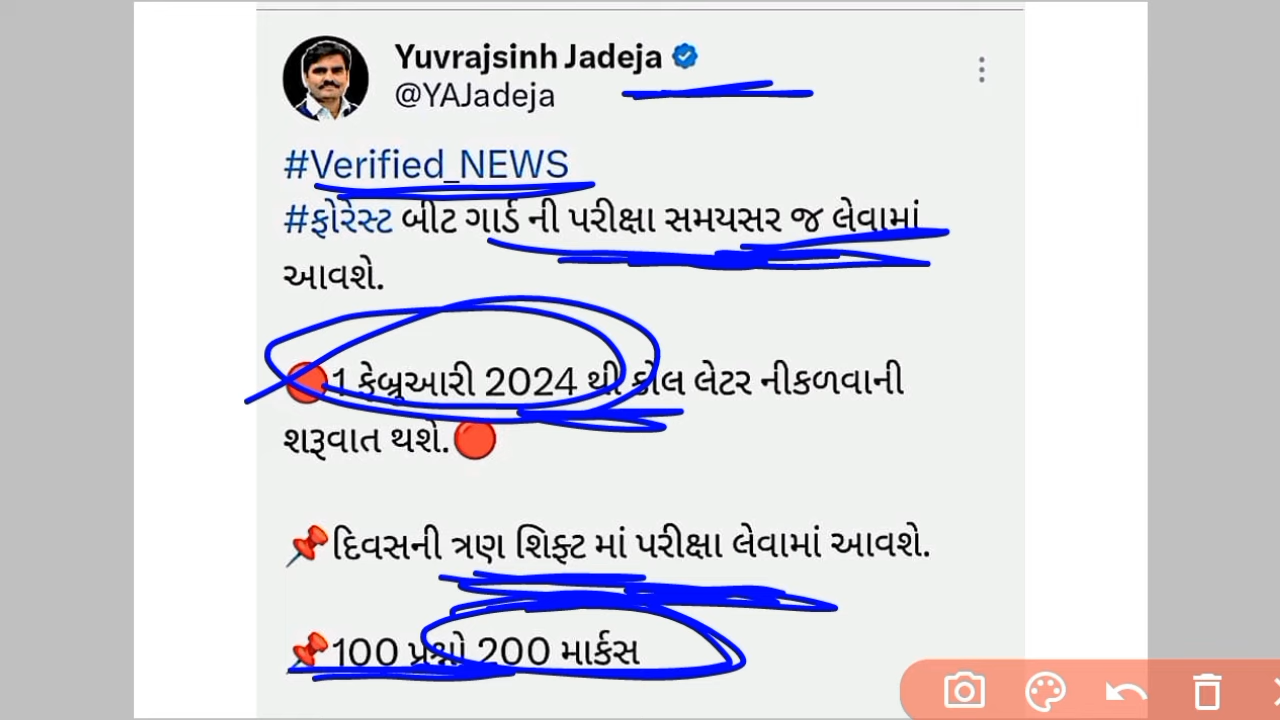 Yuvrajsinh Jadeja
@YAJadeja
#Verified_NEWS
#ફોરેસ્ટ બીટ ગાર્ડ ની પરીક્ષા સમયસર જ લેવામાં
આવશે.
🔴1 ફેબ્રુઆરી 2024 થી કોલ લેટર નીકળવાની
શરૂવાત થશે.🔴
📌દિવસની ત્રણ શિફ્ટ માં પરીક્ષા લેવામાં આવશે.
📌100 પ્રશ્નો 200 માર્કસ